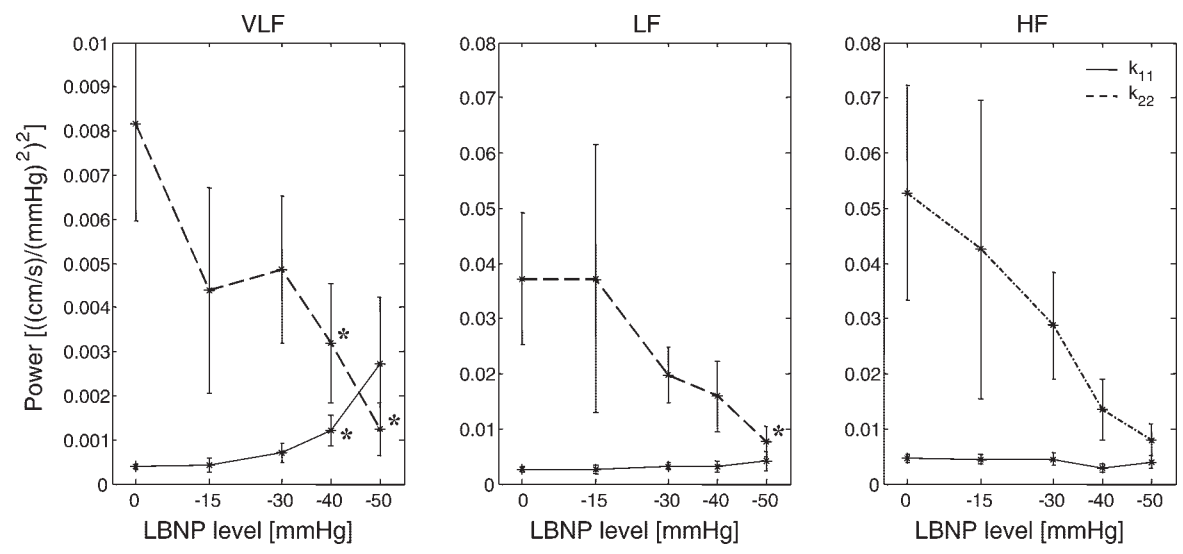 VLF
LF
HF
Power [((cm/s)/(mmHg)²)²]
0.01
0.009
0.008
0.007
0.006
0.005
0.004
0.003
0.002
0.001
0
0 -15 -30 -40 -50
LBNP level [mmHg]
* * *
0.08
0.07
0.06
0.05
0.04
0.03
0.02
0.01
0
0 -15 -30 -40 -50
LBNP level [mmHg]
*
0.08
0.07
0.06
0.05
0.04
0.03
0.02
0.01
0
0 -15 -30 -40 -50
LBNP level [mmHg]
k₁₁
k₂₂